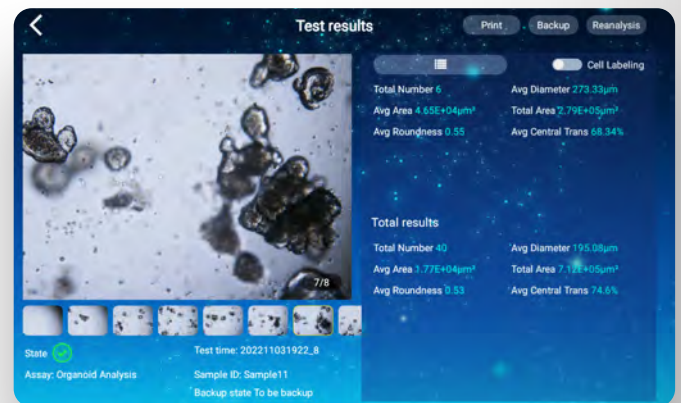 Test results
Print
Backup
Reanalysis
Cell Labeling
Total Number 6
Avg Diameter 273.33μm
Avg Area 4.65E+04μm²
Total Area 2.79E+05μm²
Avg Roundness 0.55
Avg Central Trans 68.34%
Total results
Total Number 40
Avg Diameter 195.08μm
Avg Area 1.77E+04μm²
Total Area 7.12E+05μm²
Avg Roundness 0.53
Avg Central Trans 74.6%
7/8
State
Test time: 202211031922_8
Assay: Organoid Analysis
Sample ID: Sample11
Backup state To be backup